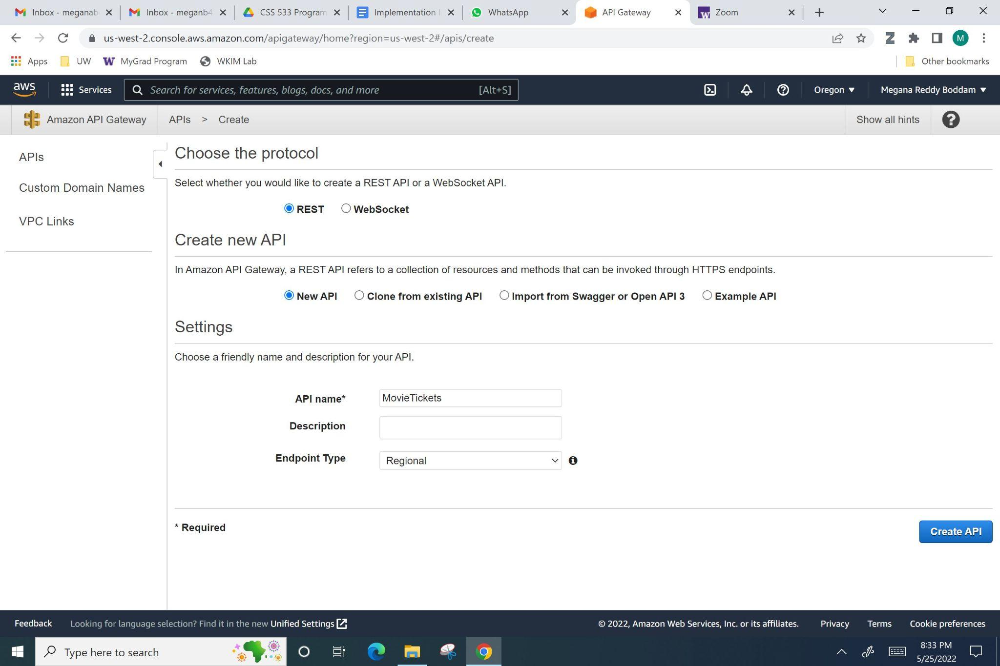 Inbox - meganab
Inbox - meganb4
CSS 533 Program
Implementation
WhatsApp
API Gateway
Zoom
us-west-2.console.aws.amazon.com/apigateway/home?region=us-west-2#/apis/create
M
Apps
UW
MyGrad Program
WKIM Lab
Other bookmarks
aws
Services
Search for services, features, blogs, docs, and more
[Alt+S]
Oregon
Megana Reddy Boddam
Amazon API Gateway
APIs > Create
Show all hints
APIs
Custom Domain Names
VPC Links
Choose the protocol
Select whether you would like to create a REST API or a WebSocket API.
REST
WebSocket
Create new API
In Amazon API Gateway, a REST API refers to a collection of resources and methods that can be invoked through HTTPS endpoints.
New API
Clone from existing API
Import from Swagger or Open API 3
Example API
Settings
Choose a friendly name and description for your API.
API name*
MovieTickets
Description
Endpoint Type
Regional
* Required
Create API
Feedback
Looking for language selection? Find it in the new Unified Settings
© 2022, Amazon Web Services, Inc. or its affiliates.
Privacy
Terms
Cookie preferences
Type here to search
8:33 PM
5/25/2022